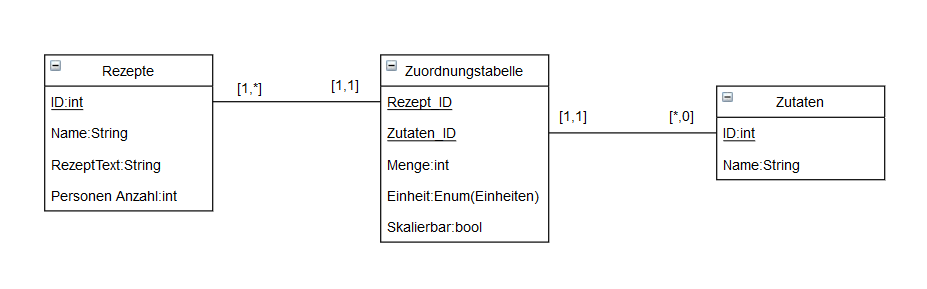 Rezepte
ID:int
Name:String
RezeptText:String
Personen Anzahl:int
[1,*]
[1,1]
Zuordnungstabelle
Rezept_ID
Zutaten_ID
Menge:int
Einheit:Enum(Einheiten)
Skalierbar:bool
[1,1]
[*,0]
Zutaten
ID:int
Name:String